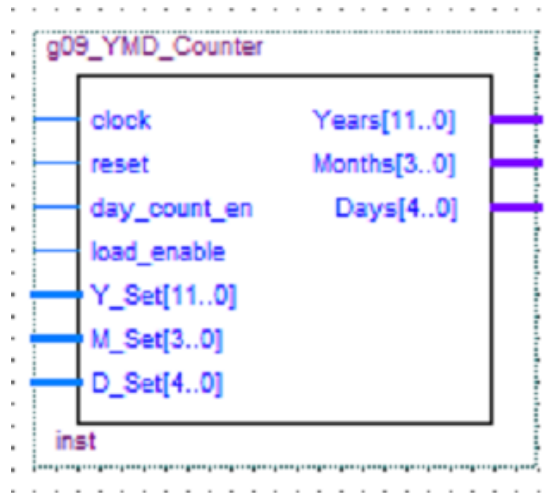 g09_YMD_Counter
clock Years[11..0]
reset Months[3..0]
day_count_en Days[4..0]
load_enable
Y_Set[11..0]
M_Set[3..0]
D_Set[4..0]
inst